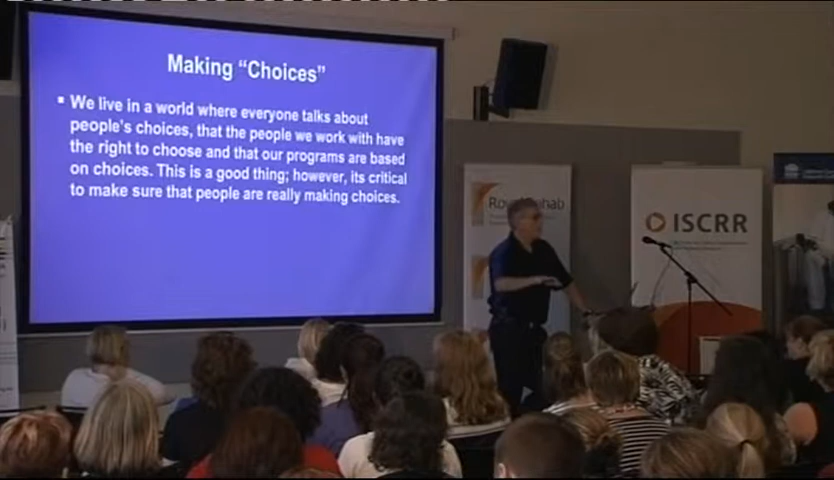 Making “Choices”
▪ We live in a world where everyone talks about
people's choices, that the people we work with have
the right to choose and that our programs are based
on choices. This is a good thing; however, its critical
to make sure that people are really making choices.
ISCRR